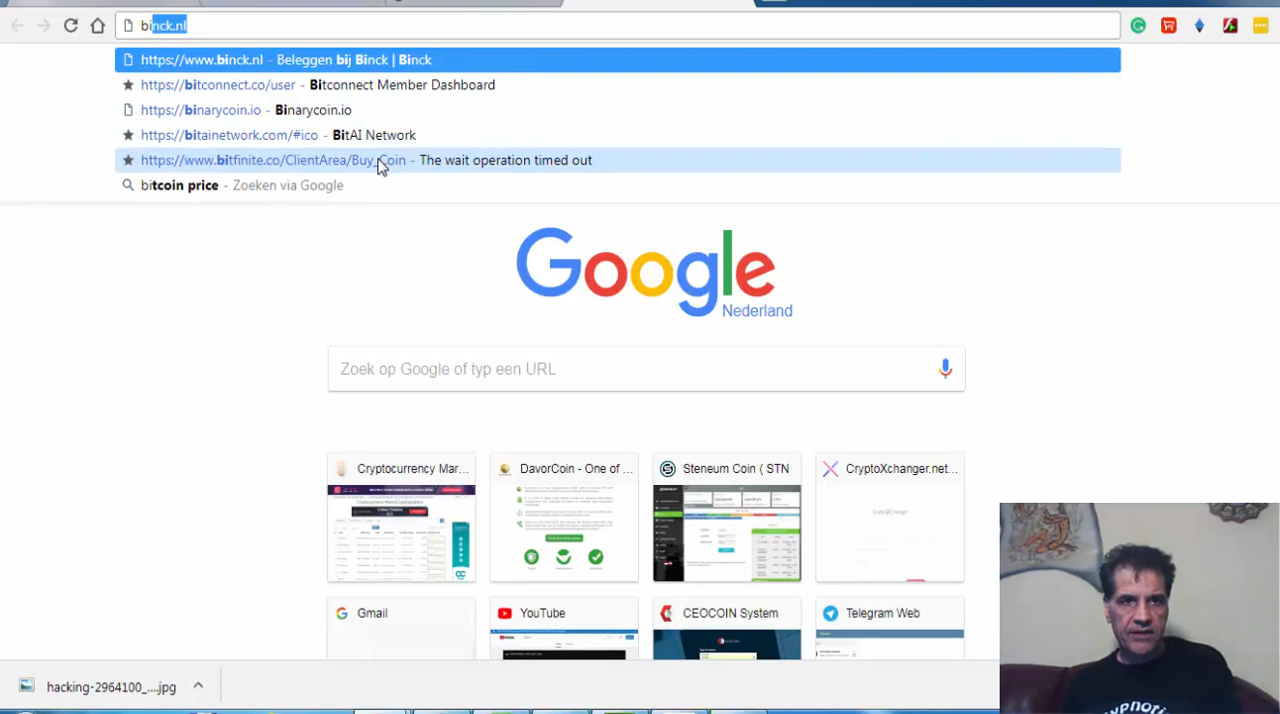 binck.nl
https://www.binck.nl - Beleggen bij Binck | Binck
https://bitconnect.co/user - Bitconnect Member Dashboard
https://binarycoin.io - Binarycoin.io
https://bitainetwork.com/#ico - BitAI Network
https://www.bitfinite.co/ClientArea/Buy_Coin - The wait operation timed out
bitcoin price - Zoeken via Google
Google
Nederland
Zoek op Google of typ een URL
Cryptocurrency Mar...
DavorCoin - One of ...
Steneum Coin ( STN
CryptoXchanger.net...
Gmail
YouTube
CEOCOIN System
Telegram Web
hacking-2964100_....jpg